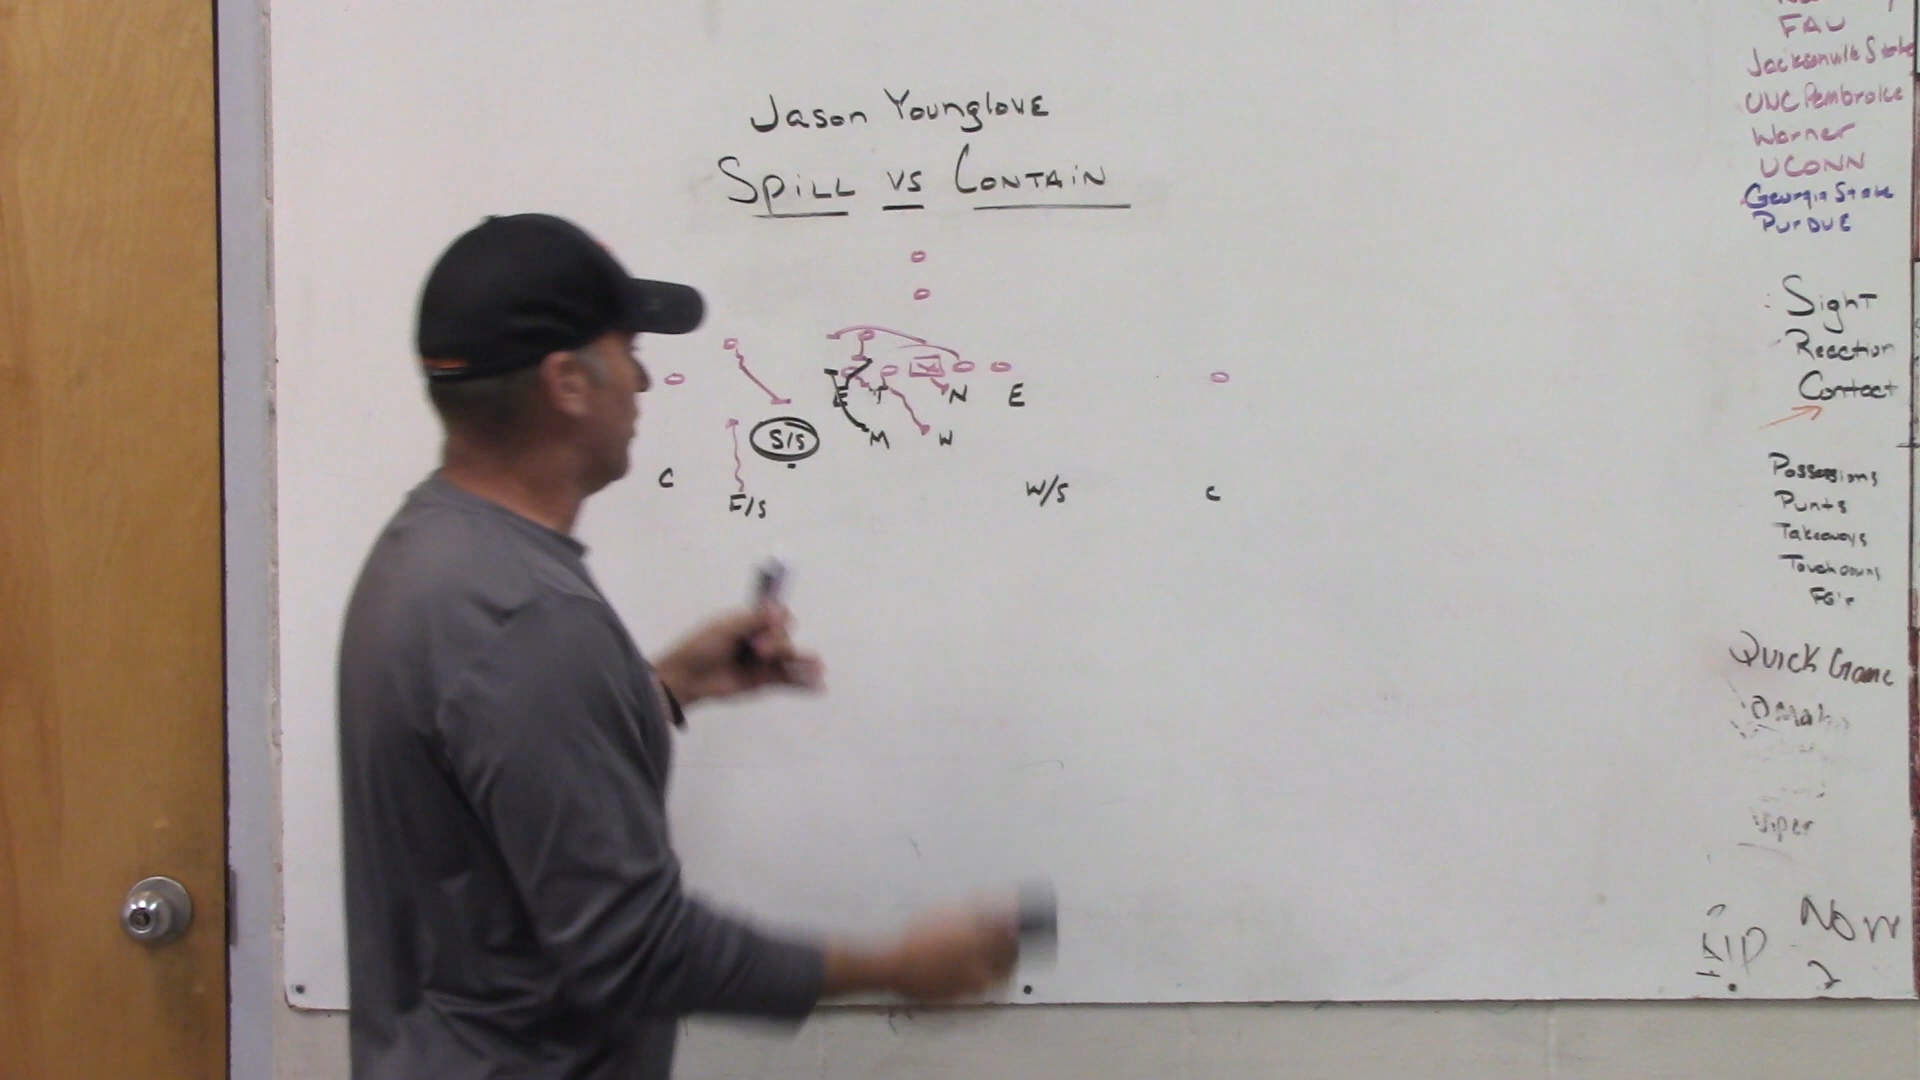 Jason Younglove
Spill vs Contain
E T N E
S/S M W
C F/S W/S C
FAU
Jacksonville State
UNC Pembroke
Warner
UCONN
Georgia State
PURDUE
Sight
Reaction
Contact
Possessions
Punts
Takeaways
Touchdowns
FG's
Quick Game
Omaha
Viper